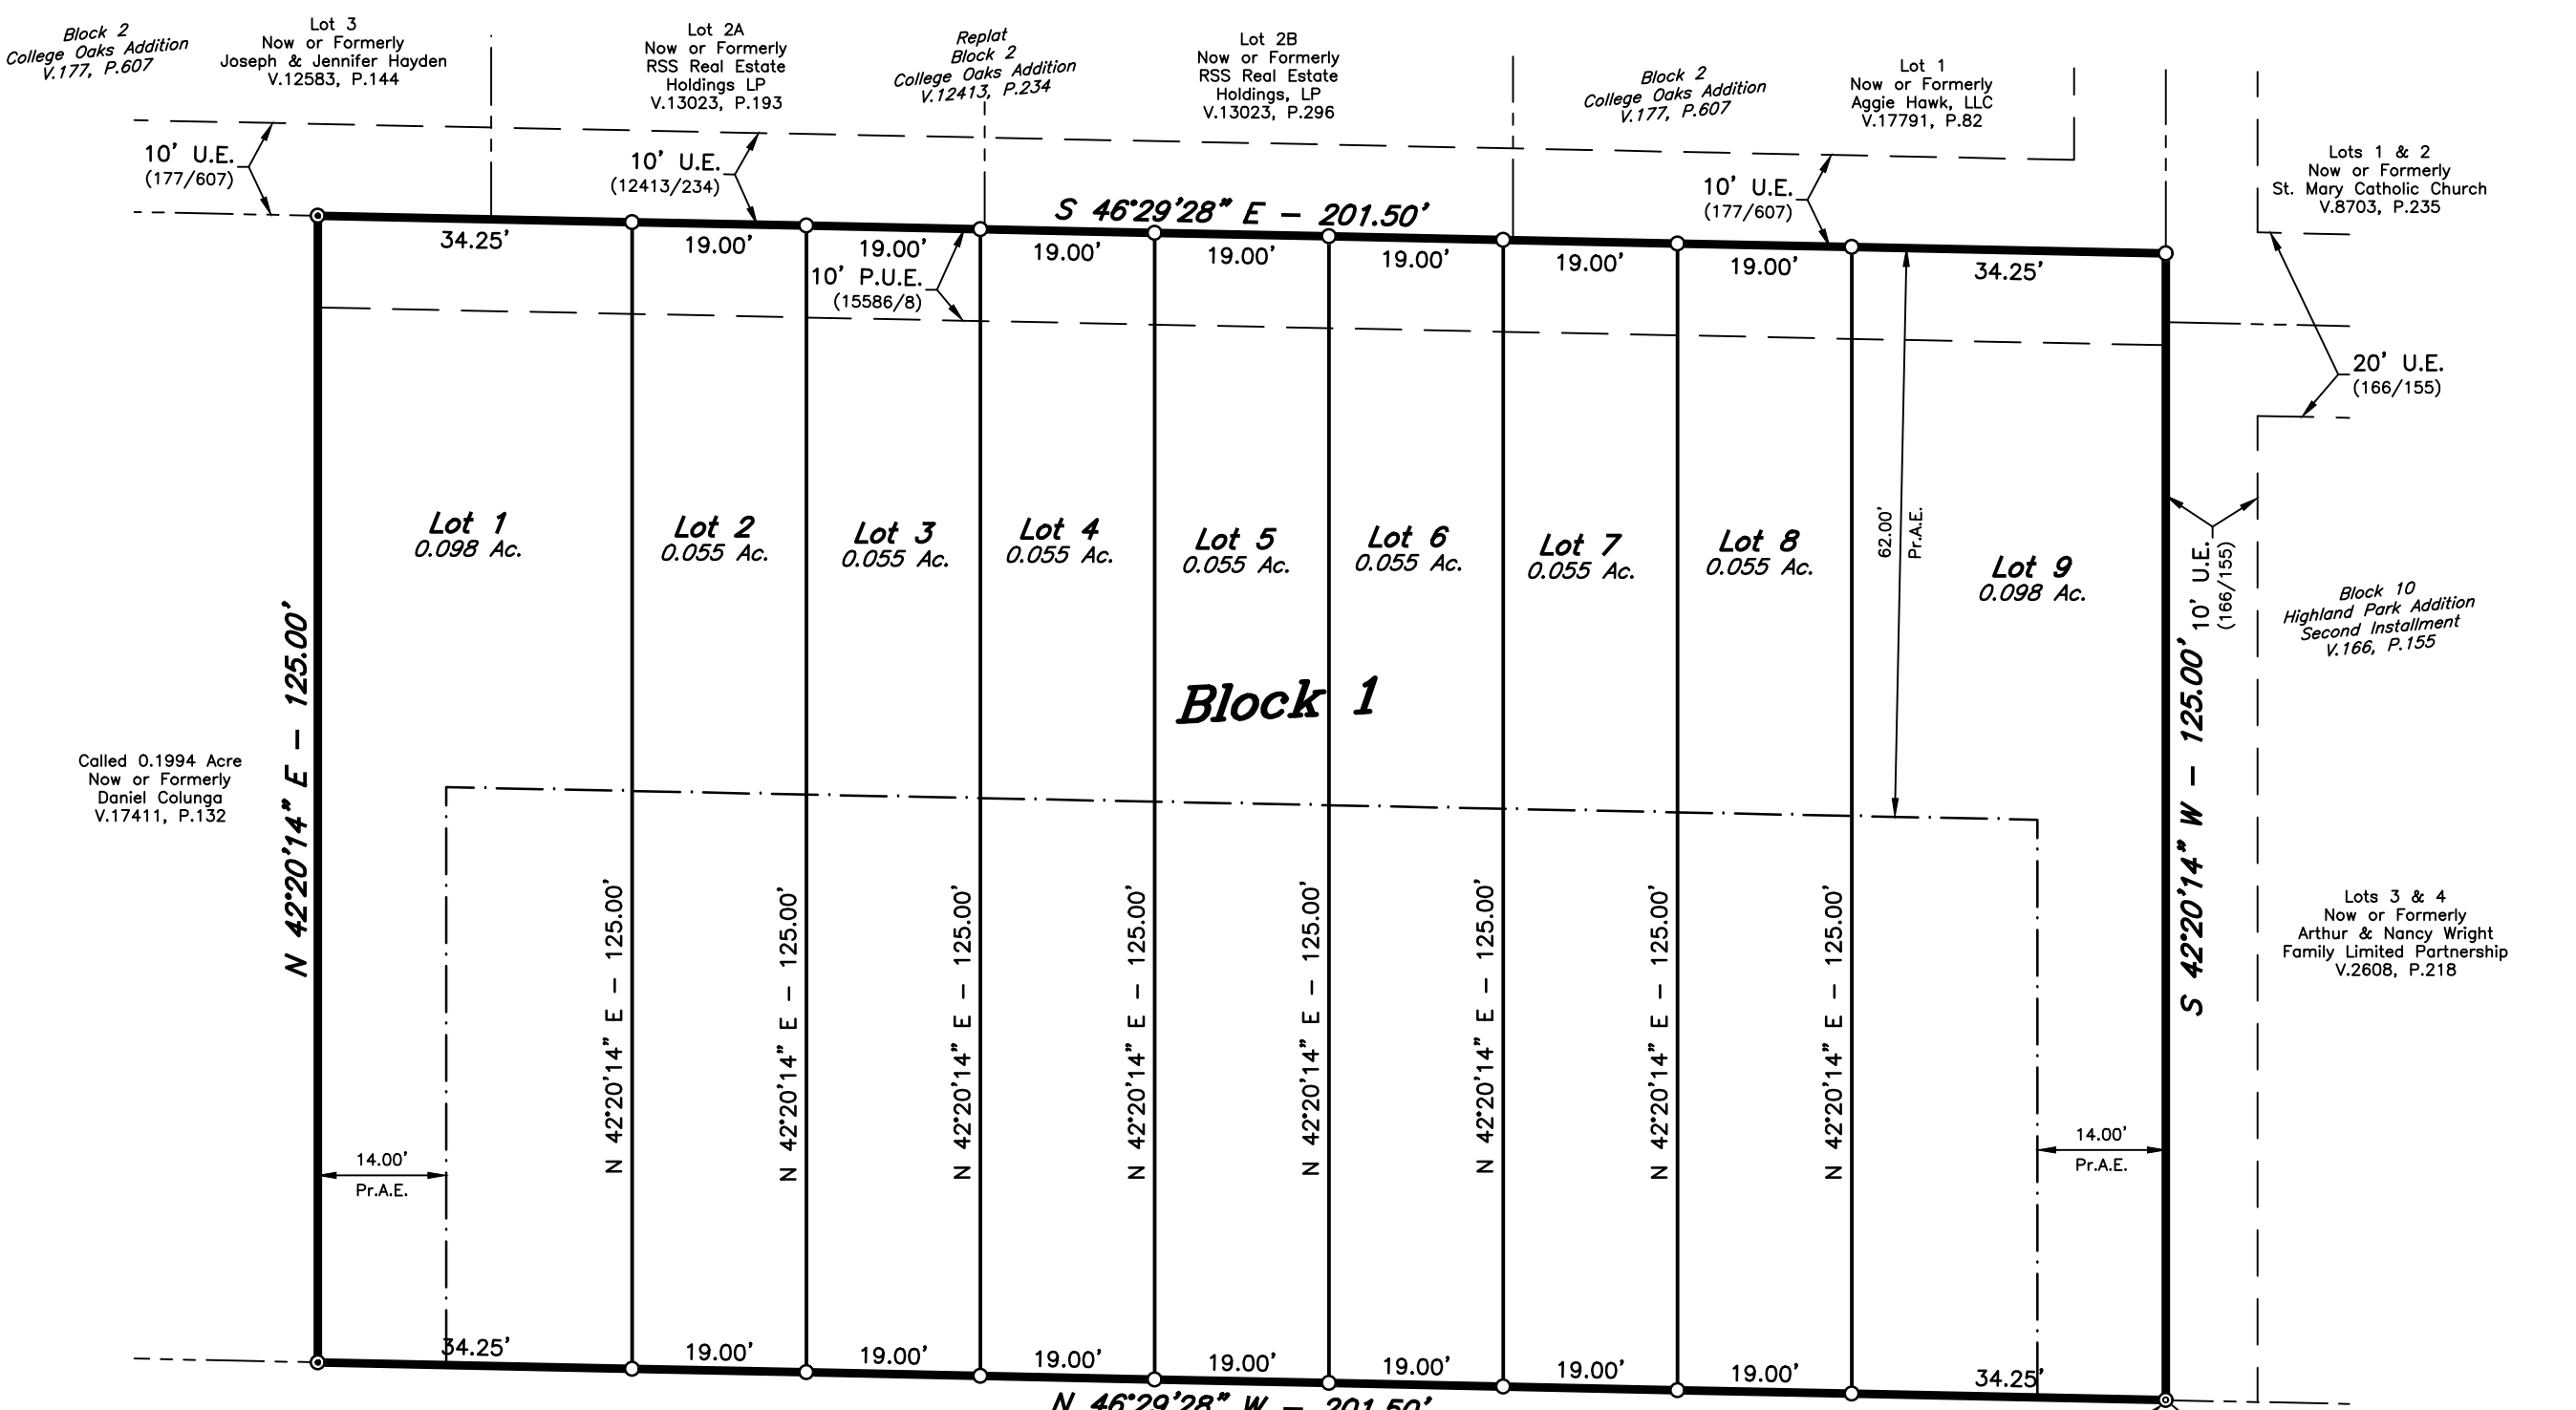 Block 2
College Oaks Addition
V.177, P.607
Lot 3
Now or Formerly
Joseph & Jennifer Hayden
V.12583, P.144
Lot 2A
Now or Formerly
RSS Real Estate
Holdings LP
V.13023, P.193
Replat
Block 2
College Oaks Addition
V.12413, P.234
Lot 2B
Now or Formerly
RSS Real Estate
Holdings, LP
V.13023, P.296
Block 2
College Oaks Addition
V.177, P.607
Lot 1
Now or Formerly
Aggie Hawk, LLC
V.17791, P.82
Lots 1 & 2
Now or Formerly
St. Mary Catholic Church
V.8703, P.235
10' U.E.
(177/607)
10' U.E.
(12413/234)
10' U.E.
(177/607)
S 46°29'28" E - 201.50'
34.25'
19.00'
19.00'
19.00'
19.00'
19.00'
19.00'
19.00'
34.25'
10' P.U.E.
(15586/8)
20' U.E.
(166/155)
Lot 1
0.098 Ac.
Lot 2
0.055 Ac.
Lot 3
0.055 Ac.
Lot 4
0.055 Ac.
Lot 5
0.055 Ac.
Lot 6
0.055 Ac.
Lot 7
0.055 Ac.
Lot 8
0.055 Ac.
62.00'
Pr.A.E.
Lot 9
0.098 Ac.
10' U.E.
(166/155)
Block 10
Highland Park Addition
Second Installment
V.166, P.155
Block 1
N 42°20'14" E - 125.00'
S 42°20'14" W - 125.00'
Called 0.1994 Acre
Now or Formerly
Daniel Colunga
V.17411, P.132
Lots 3 & 4
Now or Formerly
Arthur & Nancy Wright
Family Limited Partnership
V.2608, P.218
N 42°20'14" E - 125.00'
N 42°20'14" E - 125.00'
N 42°20'14" E - 125.00'
N 42°20'14" E - 125.00'
N 42°20'14" E - 125.00'
N 42°20'14" E - 125.00'
N 42°20'14" E - 125.00'
N 42°20'14" E - 125.00'
14.00'
Pr.A.E.
14.00'
Pr.A.E.
34.25'
19.00'
19.00'
19.00'
19.00'
19.00'
19.00'
19.00'
34.25'
N 46°29'28" W - 201.50'